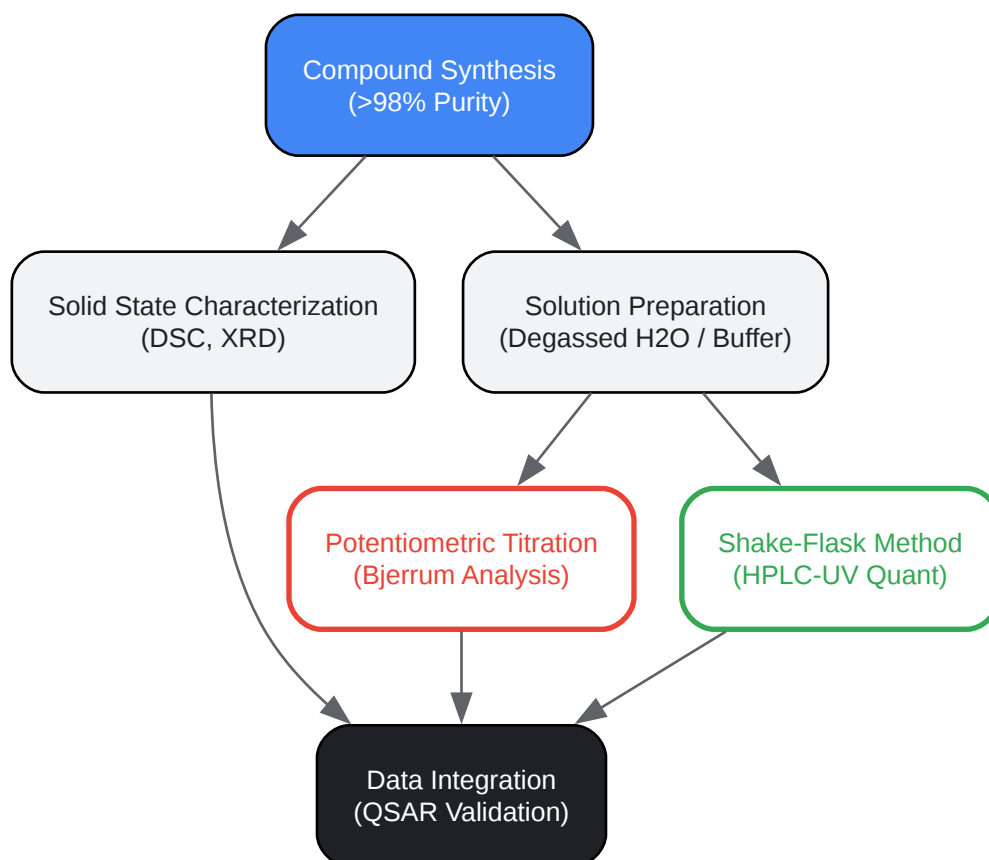 Compound Synthesis
(>98% Purity)
Solid State Characterization
(DSC, XRD)
Solution Preparation
(Degassed H2O / Buffer)
Potentiometric Titration
(Bjerrum Analysis)
Shake-Flask Method
(HPLC-UV Quant)
Data Integration
(QSAR Validation)